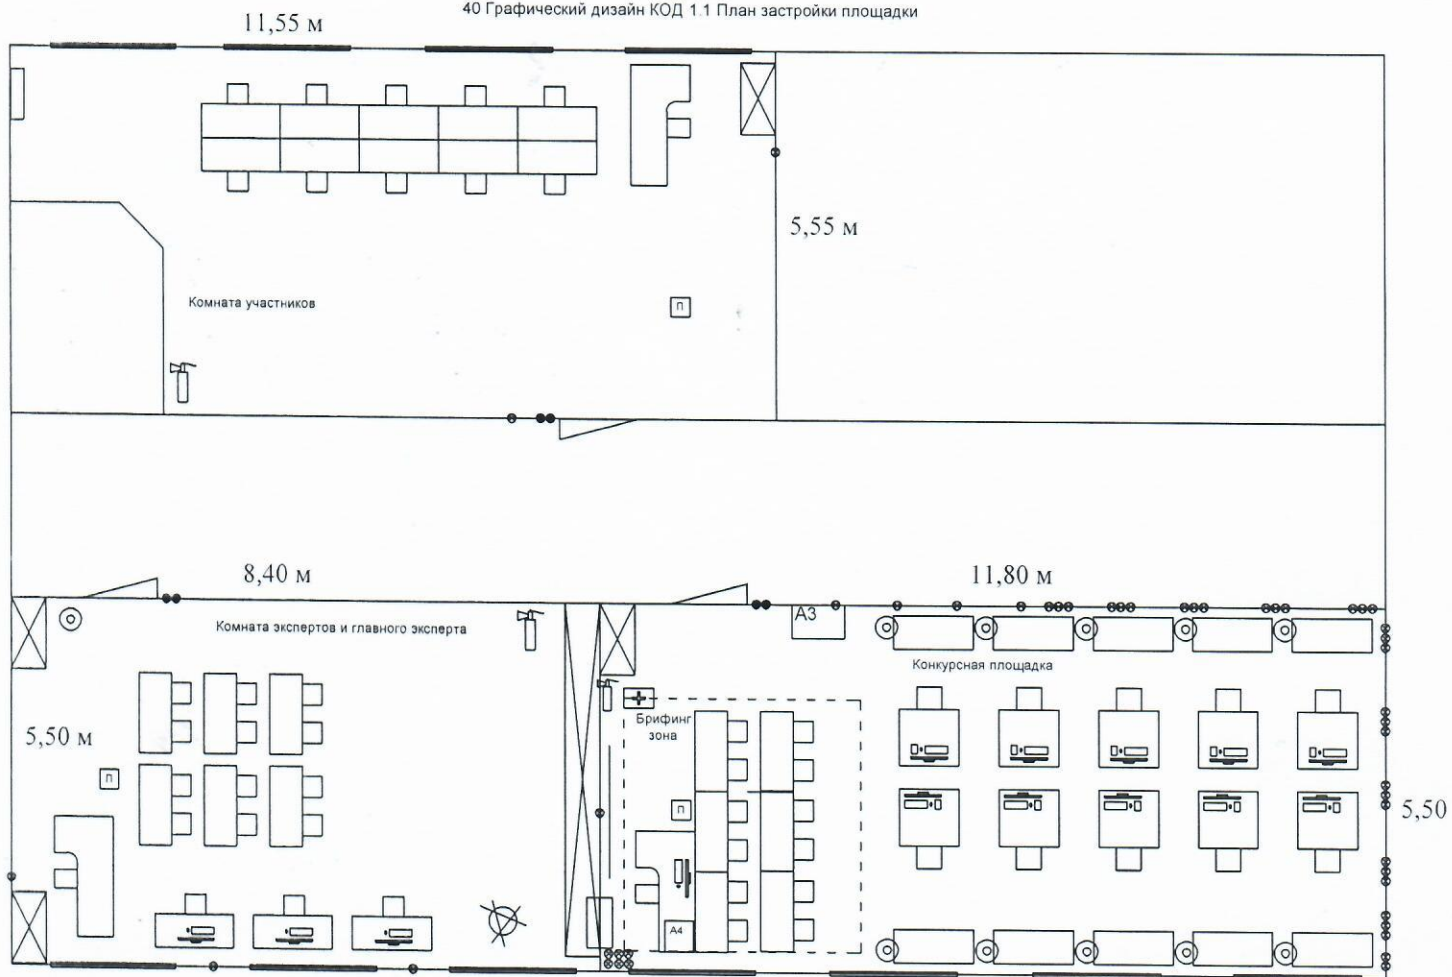 40 Графический дизайн КОД 1.1 План застройки площадки
11,55 м
5,55 м
Комната участников
П
8,40 м
11,80 м
А3
Комната экспертов и главного эксперта
Конкурсная площадка
Брифинг
зона
5,50 м
П
П
5,50
А4